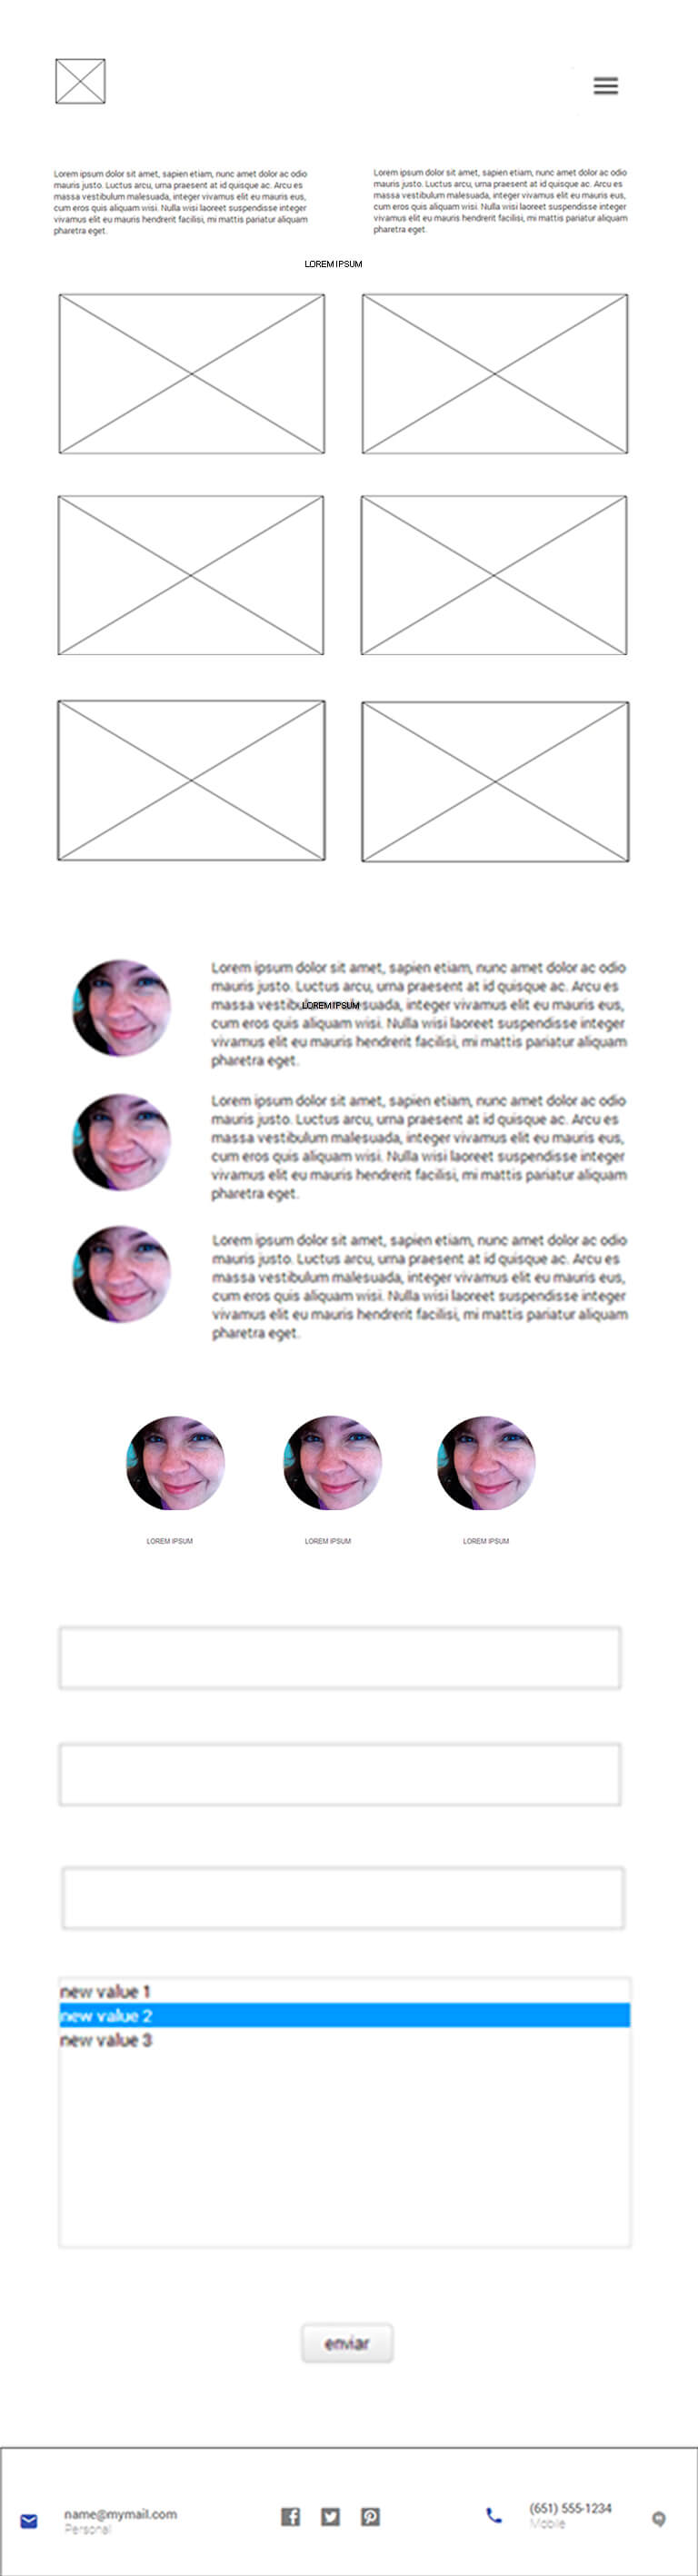 Lorem ipsum dolor sit amet, sapien etiam, nunc amet dolor ac odio
mauris justo. Luctus arcu, urna praesent at id quisque ac. Arcu es
massa vestibulum malesuada, integer vivamus elit eu mauris eus,
cum eros quis aliquam wisi. Nulla wisi laoreet suspendisse integer
vivamus elit eu mauris hendrerit facilisi, mi mattis pariatur aliquam
pharetra eget.
Lorem ipsum dolor sit amet, sapien etiam, nunc amet dolor ac odio
mauris justo. Luctus arcu, urna praesent at id quisque ac. Arcu es
massa vestibulum malesuada, integer vivamus elit eu mauris eus,
cum eros quis aliquam wisi. Nulla wisi laoreet suspendisse integer
vivamus elit eu mauris hendrerit facilisi, mi mattis pariatur aliquam
pharetra eget.
LOREM IPSUM
Lorem ipsum dolor sit amet, sapien etiam, nunc amet dolor ac odio
mauris justo. Luctus arcu, urna praesent at id quisque ac. Arcu es
massa vestibulum malesuada, integer vivamus elit eu mauris eus,
LOREM IPSUM
cum eros quis aliquam wisi. Nulla wisi laoreet suspendisse integer
vivamus elit eu mauris hendrerit facilisi, mi mattis pariatur aliquam
pharetra eget.
Lorem ipsum dolor sit amet, sapien etiam, nunc amet dolor ac odio
mauris justo. Luctus arcu, urna praesent at id quisque ac. Arcu es
massa vestibulum malesuada, integer vivamus elit eu mauris eus,
cum eros quis aliquam wisi. Nulla wisi laoreet suspendisse integer
vivamus elit eu mauris hendrerit facilisi, mi mattis pariatur aliquam
pharetra eget.
Lorem ipsum dolor sit amet, sapien etiam, nunc amet dolor ac odio
mauris justo. Luctus arcu, urna praesent at id quisque ac. Arcu es
massa vestibulum malesuada, integer vivamus elit eu mauris eus,
cum eros quis aliquam wisi. Nulla wisi laoreet suspendisse integer
vivamus elit eu mauris hendrerit facilisi, mi mattis pariatur aliquam
pharetra eget.
LOREM IPSUM
LOREM IPSUM
LOREM IPSUM
new value 1
new value 2
new value 3
enviar
name@mymail.com
Personal
(651) 555-1234
Mobile